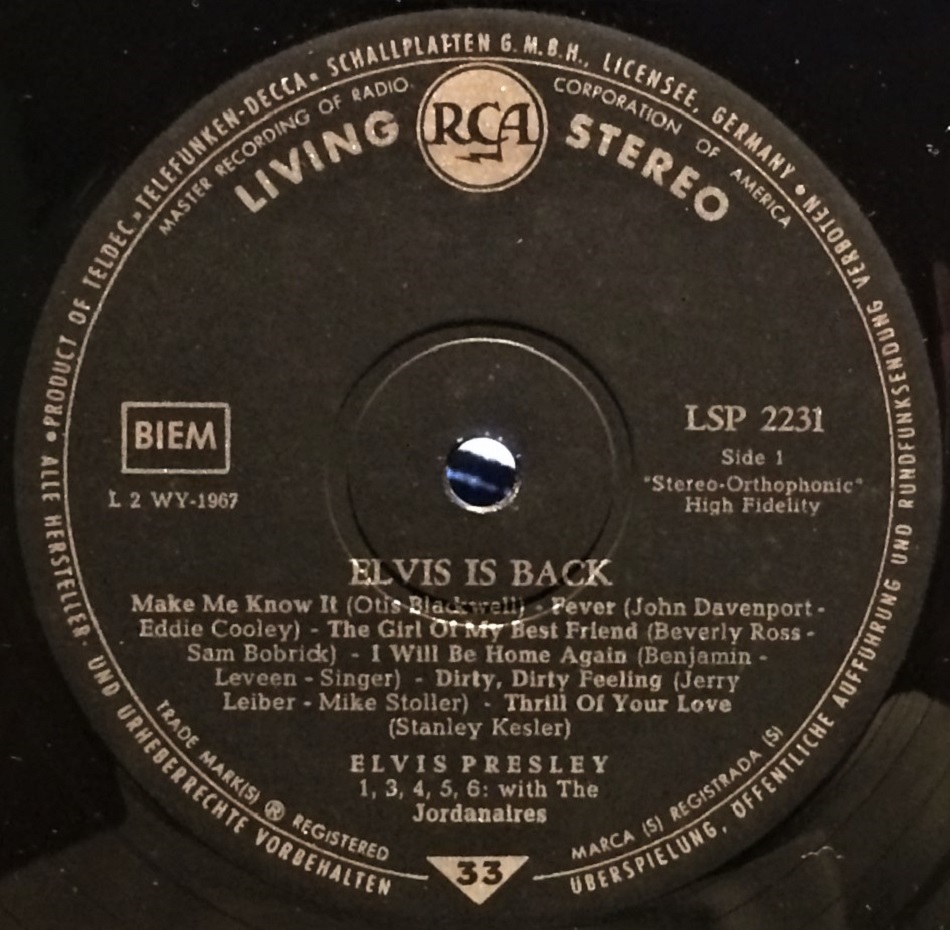 PRODUCT OF TELDEC • TELEFUNKEN-DECCA • SCHALLPLATTEN G.M.B.H., LICENSEE, GERMANY •
MASTER RECORDING OF RADIO CORPORATION OF AMERICA
LIVING RCA STEREO
BIEM
L 2 WY-1967
LSP 2231
Side 1
"Stereo-Orthophonic"
High Fidelity
ELVIS IS BACK
Make Me Know It (Otis Blackwell) - Fever (John Davenport -
Eddie Cooley) - The Girl Of My Best Friend (Beverly Ross -
Sam Bobrick) - I Will Be Home Again (Benjamin -
Leveen - Singer) - Dirty, Dirty Feeling (Jerry
Leiber - Mike Stoller) - Thrill Of Your Love
(Stanley Kesler)
ELVIS PRESLEY
1, 3, 4, 5, 6: with The
Jordanaires
TRADE MARK(S) ® REGISTERED
MARCA (S) REGISTRADA (S)
33
• ALLE HERSTELLER- UND URHEBERRECHTE VORBEHALTEN
ÜBERSPIELUNG, ÖFFENTLICHE AUFFÜHRUNG UND RUNDFUNKSENDUNG VERBOTEN